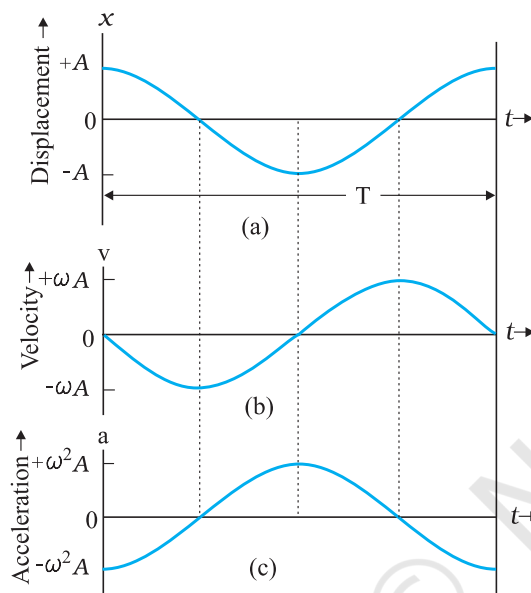 x
Displacement →
+A
0
-A
t→
T
(a)
v
Velocity→
+ωA
0
-ωA
t→
(b)
a
Acceleration→
+ω²A
0
-ω²A
t→
(c)
© N